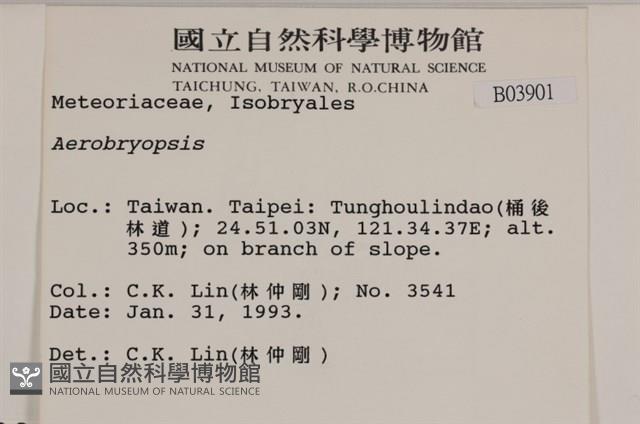 國立自然科學博物館
NATIONAL MUSEUM OF NATURAL SCIENCE
TAICHUNG, TAIWAN, R.O.CHINA
B03901
Meteoriaceae, Isobryales
Aerobryopsis
Loc.: Taiwan. Taipei: Tunghoulindao(桶後
林道); 24.51.03N, 121.34.37E; alt.
350m; on branch of slope.
Col.: C.K. Lin(林仲剛); No. 3541
Date: Jan. 31, 1993.
Det.: C.K. Lin(林仲剛)
國立自然科學博物館
NATIONAL MUSEUM OF NATURAL SCIENCE